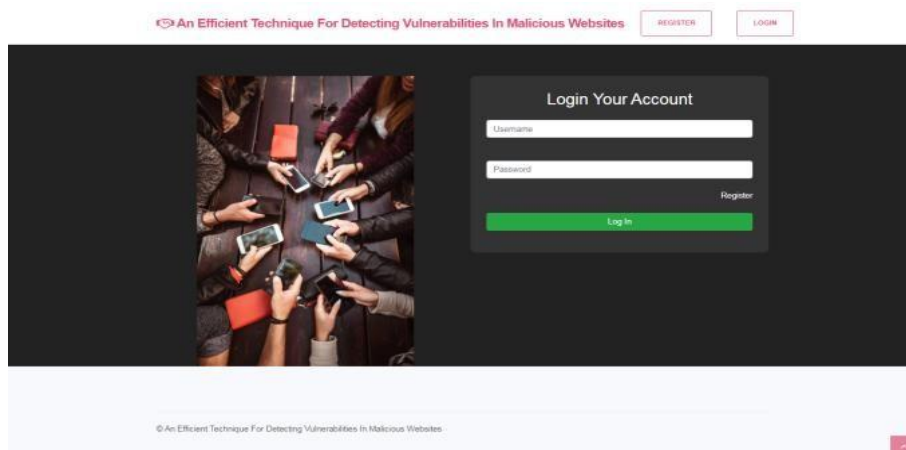 An Efficient Technique For Detecting Vulnerabilities In Malicious Websites
REGISTER
LOGIN
Login Your Account
Username
Password
Register
Log In
© An Efficient Technique For Detecting Vulnerabilities In Malicious Websites